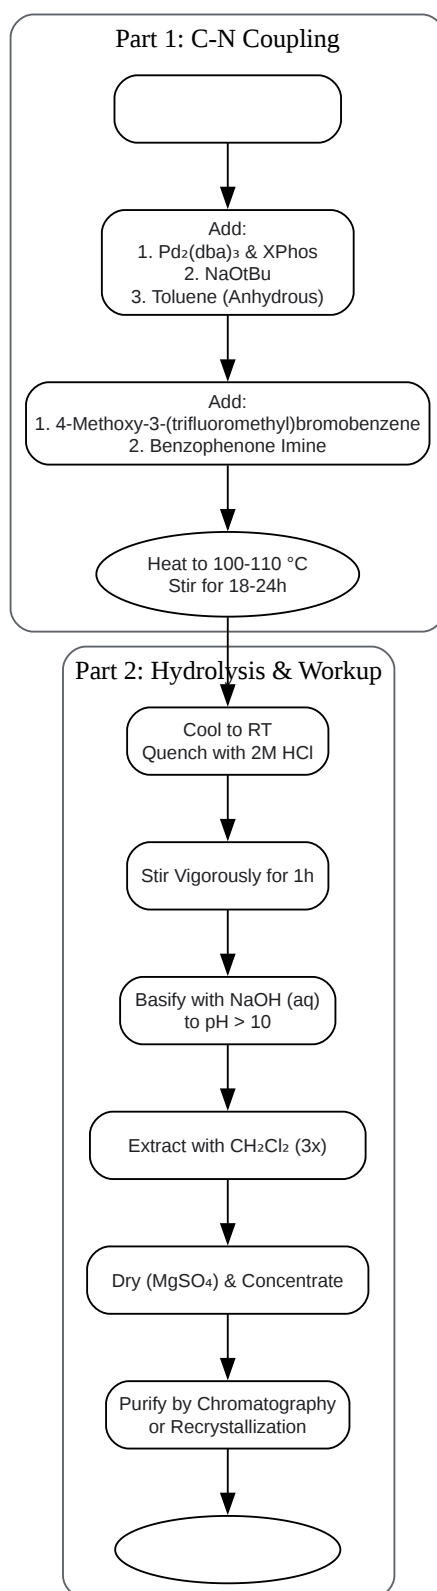 Part 1: C-N Coupling
Add:
1. Pd₂(dba)₃ & XPhos
2. NaOtBu
3. Toluene (Anhydrous)
Add:
1. 4-Methoxy-3-(trifluoromethyl)bromobenzene
2. Benzophenone Imine
Heat to 100-110 °C
Stir for 18-24h
Part 2: Hydrolysis & Workup
Cool to RT
Quench with 2M HCl
Stir Vigorously for 1h
Basify with NaOH (aq)
to pH > 10
Extract with CH₂Cl₂ (3x)
Dry (MgSO₄) & Concentrate
Purify by Chromatography
or Recrystallization